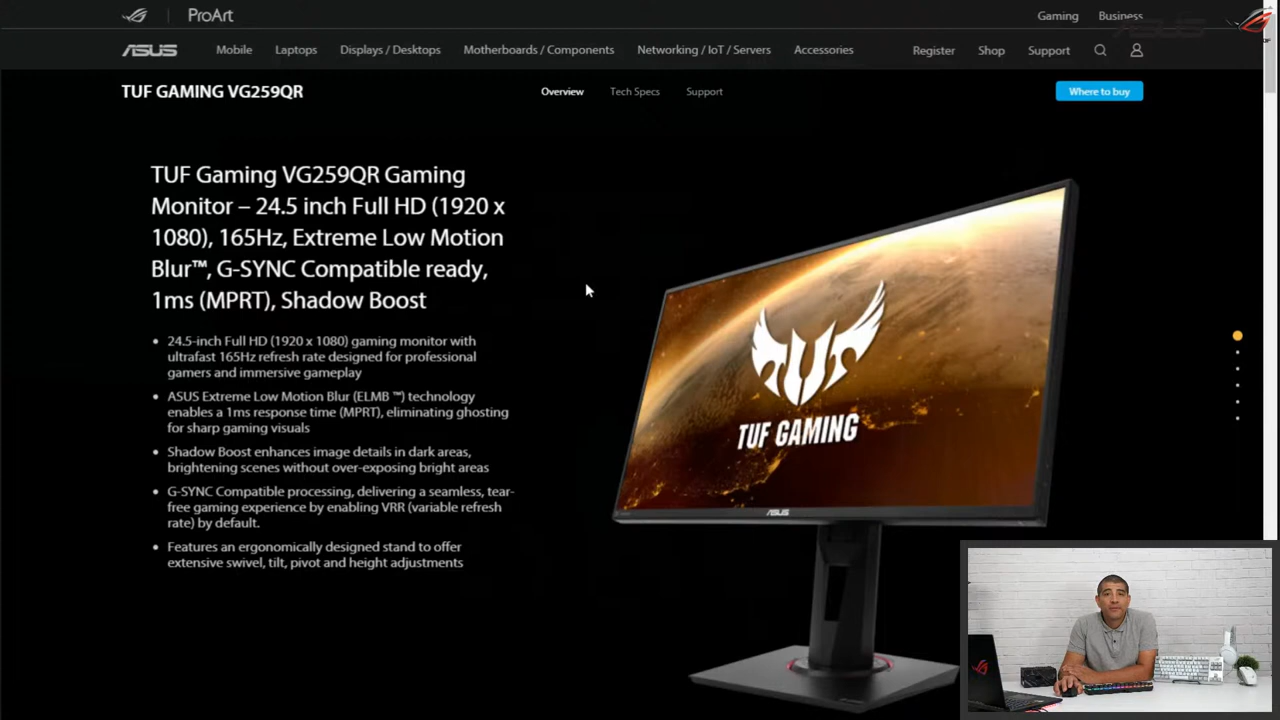 ProArt
Gaming
Business
ASUS
Mobile
Laptops
Displays / Desktops
Motherboards / Components
Networking / IoT / Servers
Accessories
Register
Shop
Support
ASUS
TUF GAMING VG259QR
Overview
Tech Specs
Support
Where to buy
TUF Gaming VG259QR Gaming
Monitor – 24.5 inch Full HD (1920 x
1080), 165Hz, Extreme Low Motion
Blur™, G-SYNC Compatible ready,
1ms (MPRT), Shadow Boost
• 24.5-inch Full HD (1920 x 1080) gaming monitor with
ultrafast 165Hz refresh rate designed for professional
gamers and immersive gameplay
• ASUS Extreme Low Motion Blur (ELMB ™) technology
enables a 1ms response time (MPRT), eliminating ghosting
for sharp gaming visuals
• Shadow Boost enhances image details in dark areas,
brightening scenes without over-exposing bright areas
• G-SYNC Compatible processing, delivering a seamless, tear-
free gaming experience by enabling VRR (variable refresh
rate) by default.
• Features an ergonomically designed stand to offer
extensive swivel, tilt, pivot and height adjustments
TUF
TUF GAMING
ASUS